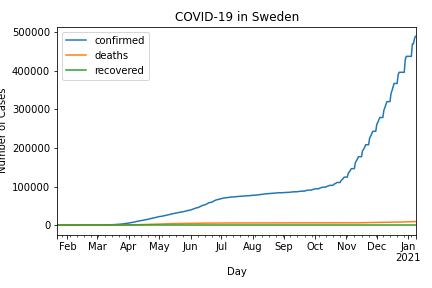 COVID-19 in Sweden
500000
400000
300000
200000
100000
0
Number of Cases
confirmed
deaths
recovered
Feb Mar Apr May Jun Jul Aug Sep Oct Nov Dec Jan
2021
Day